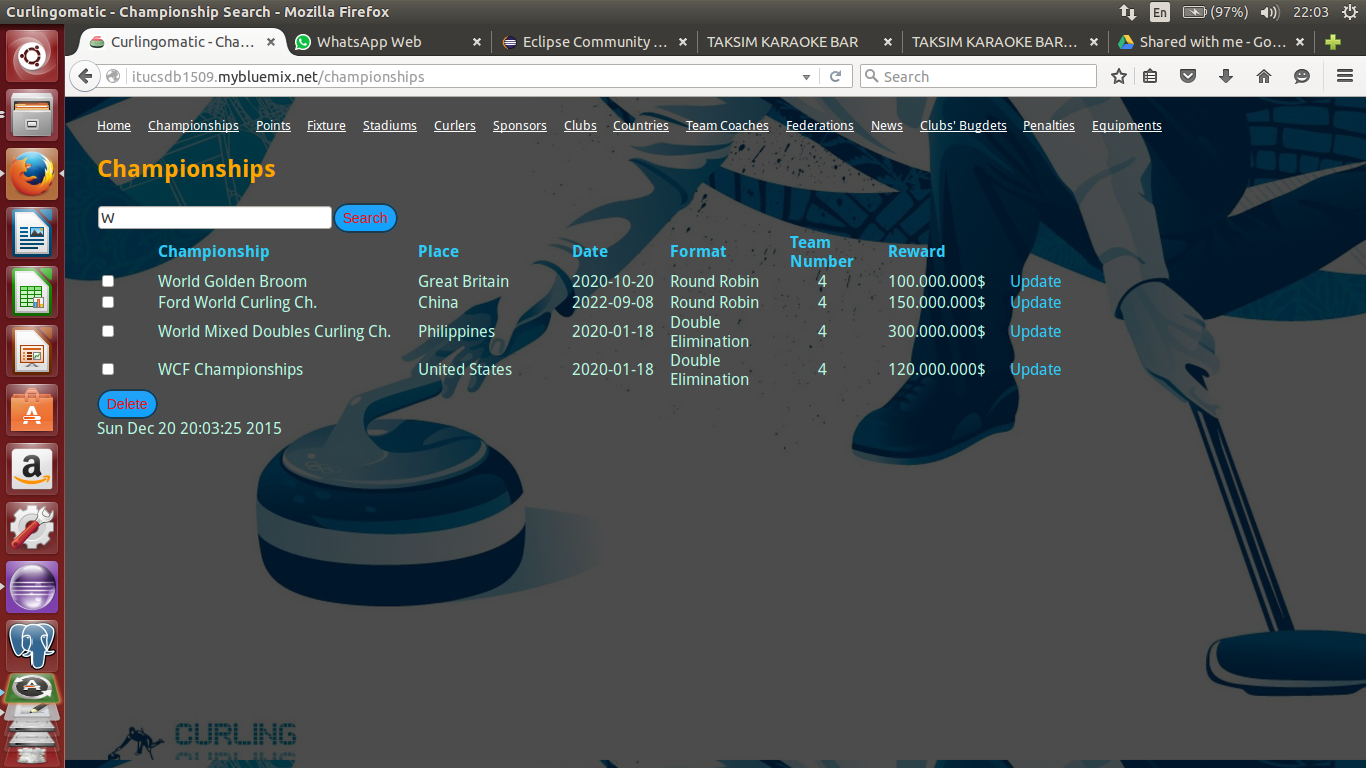 Curlingomatic - Championship Search - Mozilla Firefox
En (97%) 22:03
Curlingomatic - Cha... WhatsApp Web Eclipse Community ... TAKSIM KARAOKE BAR TAKSIM KARAOKE BAR... Shared with me - Go...
itucsdb1509.mybluemix.net/championships Search
Home Championships Points Fixture Stadiums Curlers Sponsors Clubs Countries Team Coaches Federations News Clubs' Bugdets Penalties Equipments
Championships
W Search
Championship Place Date Format Team Number Reward
World Golden Broom Great Britain 2020-10-20 Round Robin 4 100.000.000$ Update
Ford World Curling Ch. China 2022-09-08 Round Robin 4 150.000.000$ Update
World Mixed Doubles Curling Ch. Philippines 2020-01-18 Double Elimination 4 300.000.000$ Update
WCF Championships United States 2020-01-18 Double Elimination 4 120.000.000$ Update
Delete
Sun Dec 20 20:03:25 2015
CURLING